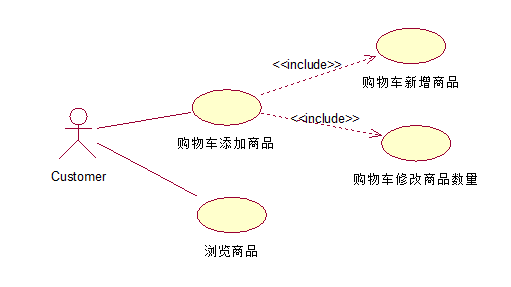 <<include>>
购物车新增商品
<<include>>
购物车添加商品
Customer
购物车修改商品数量
浏览商品